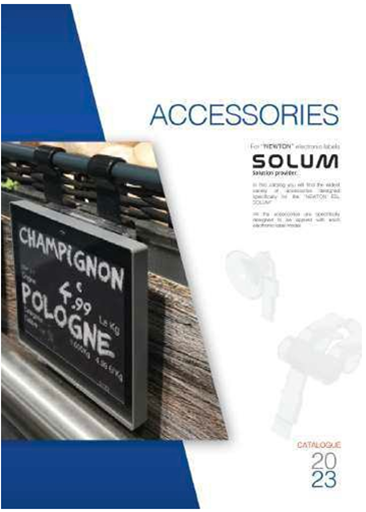 ACCESSORIES
For "NEWTON" electronic labels
SOLUM
Solution provider.
In this catalog you will find the widest
variety of accessories designed
specifically for the "NEWTON ESL
SOLUM"
All the accessories are specifically
designed to be applied with each
electronic label model.
CHAMPiGNON
€
4.99
Le Kg
POLOGNE
CATALOGUE
20
23